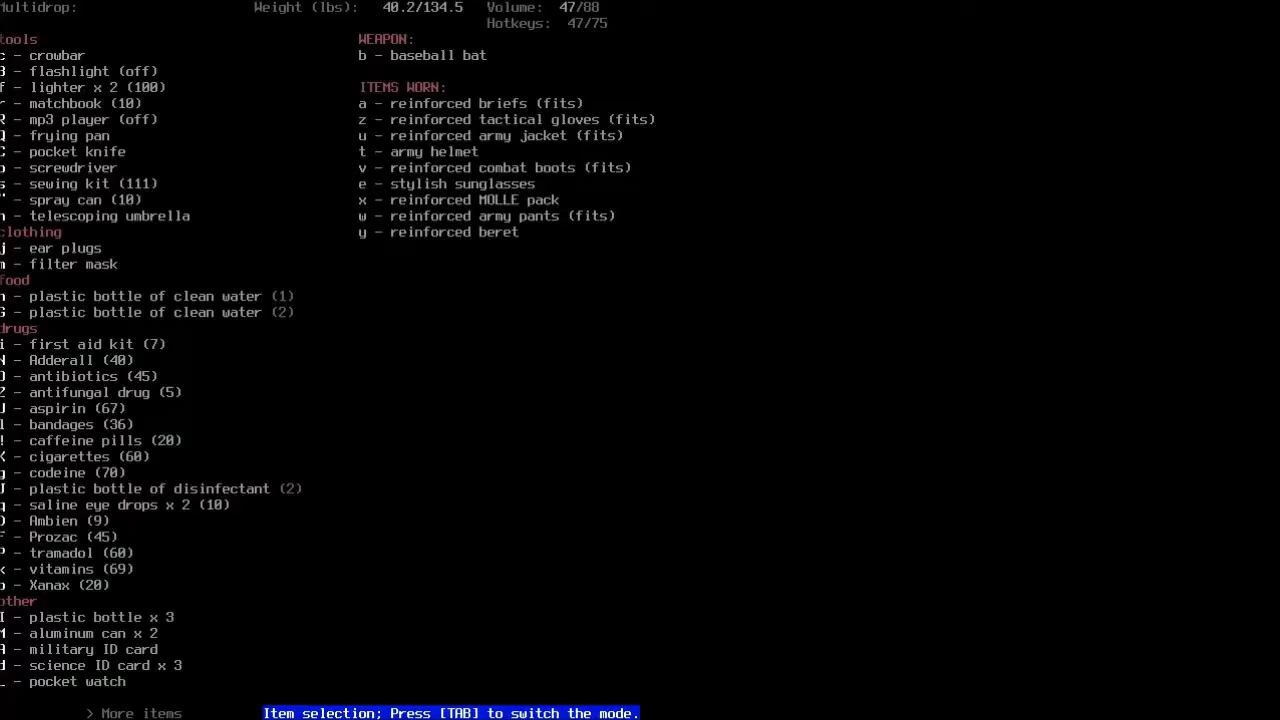 Multidrop: Weight (lbs): 40.2/134.5 Volume: 47/88
Hotkeys: 47/75
tools
c - crowbar
3 - flashlight (off)
f - lighter x 2 (100)
r - matchbook (10)
R - mp3 player (off)
Q - frying pan
C - pocket knife
- screwdriver
s - sewing kit (111)
" - spray can (10)
- telescoping umbrella
clothing
j - ear plugs
m - filter mask
food
- plastic bottle of clean water (1)
G - plastic bottle of clean water (2)
drugs
i - first aid kit (7)
N - Adderall (40)
- antibiotics (45)
Z - antifungal drug (5)
- aspirin (67)
l - bandages (36)
! - caffeine pills (20)
- cigarettes (60)
g - codeine (70)
- plastic bottle of disinfectant (2)
q - saline eye drops x 2 (10)
- Ambien (9)
F - Prozac (45)
P - tramadol (60)
- vitamins (69)
- Xanax (20)
other
I - plastic bottle x 3
M - aluminum can x 2
A - military ID card
d - science ID card x 3
_ - pocket watch
WEAPON:
b - baseball bat
ITEMS WORN:
a - reinforced briefs (fits)
z - reinforced tactical gloves (fits)
u - reinforced army jacket (fits)
t - army helmet
v - reinforced combat boots (fits)
e - stylish sunglasses
x - reinforced MOLLE pack
w - reinforced army pants (fits)
y - reinforced beret
> More items Item selection; Press [TAB] to switch the mode.